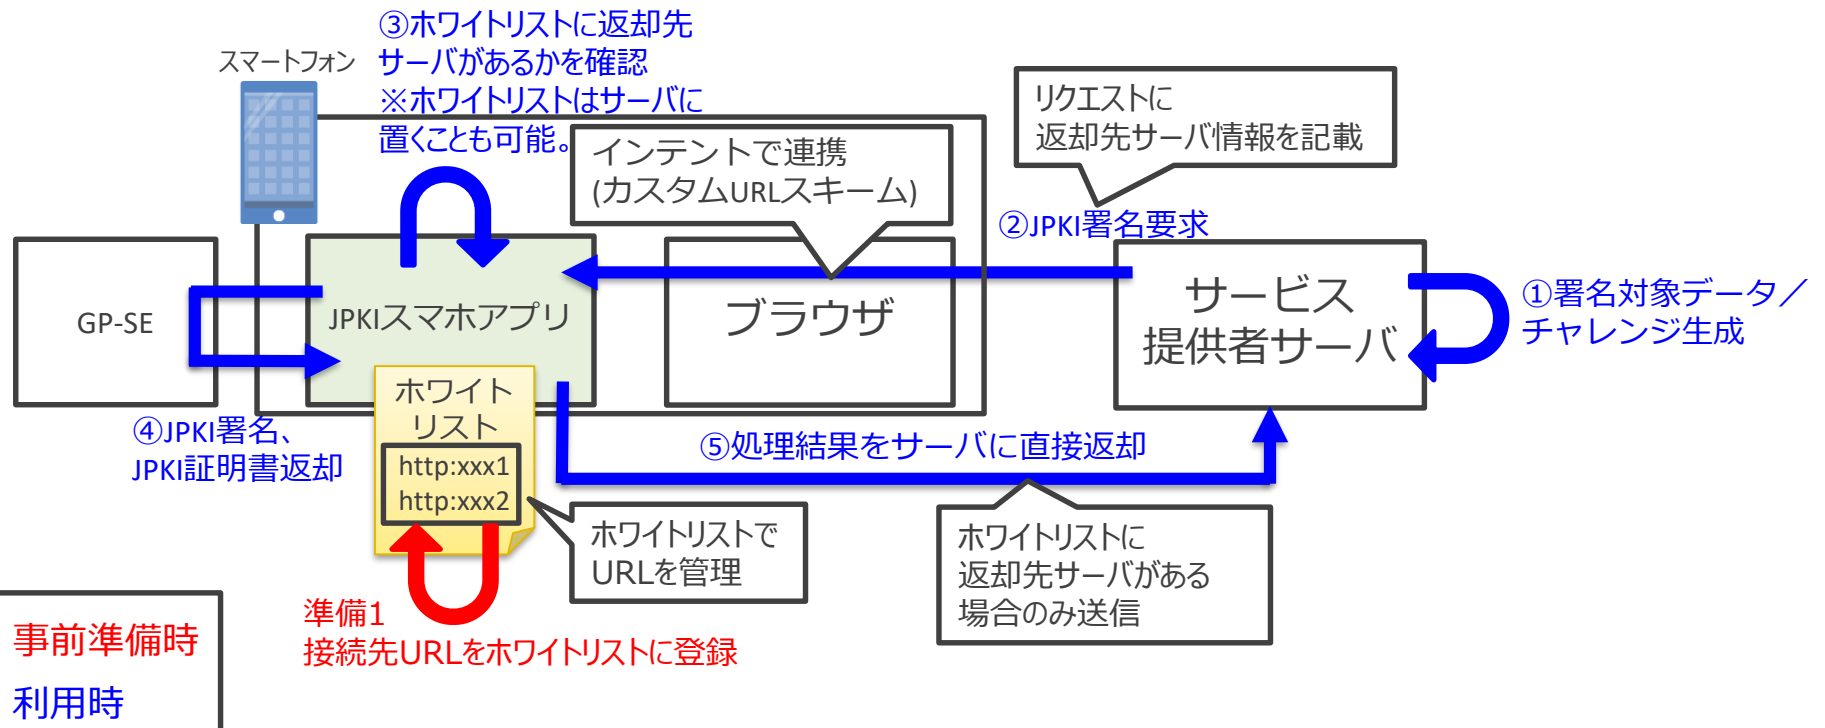 ③ホワイトリストに返却先
サーバがあるかを確認
※ホワイトリストはサーバに
置くことも可能。
スマートフォン
リクエストに
返却先サーバ情報を記載
インテントで連携
(カスタムURLスキーム)
②JPKI署名要求
GP-SE
JPKIスマホアプリ
ブラウザ
サービス
提供者サーバ
①署名対象データ／
チャレンジ生成
ホワイト
リスト
http:xxx1
http:xxx2
④JPKI署名、
JPKI証明書返却
⑤処理結果をサーバに直接返却
ホワイトリストで
URLを管理
ホワイトリストに
返却先サーバがある
場合のみ送信
準備1
接続先URLをホワイトリストに登録
事前準備時
利用時